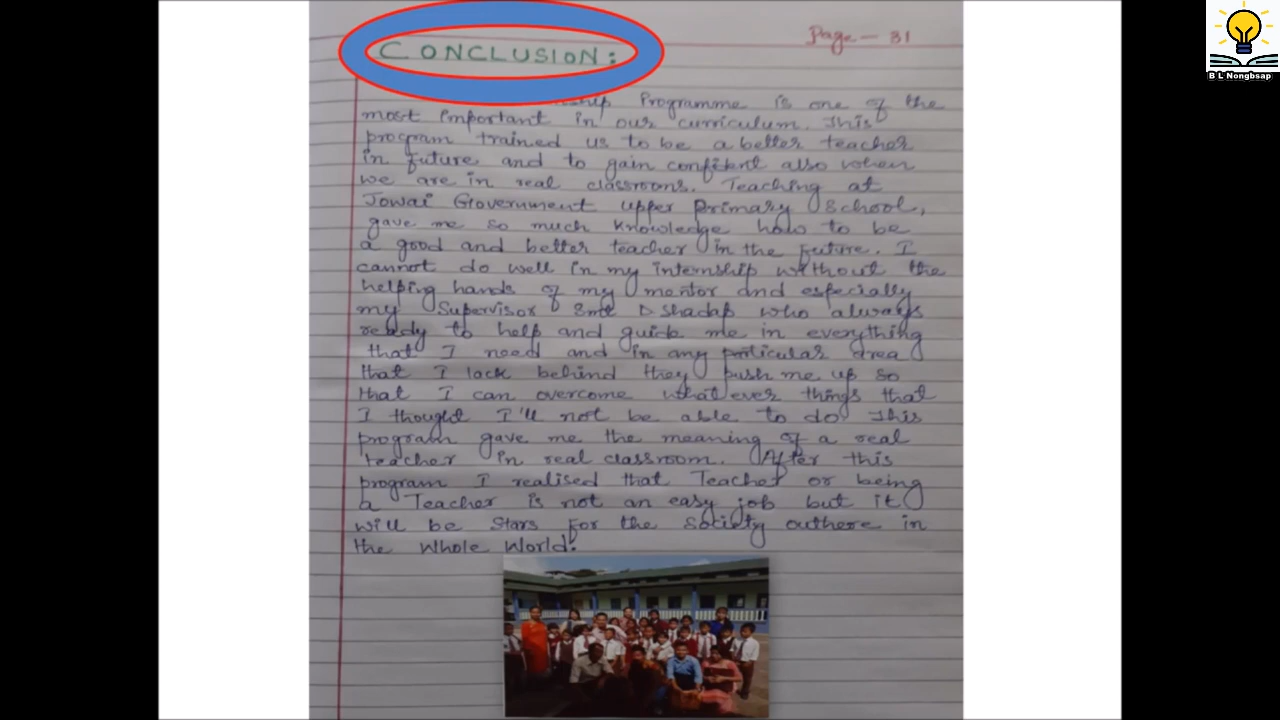 Page - 31
CONCLUSION:
Programme is one of the
most important in our curriculum. This
program trained us to be a better teacher
in future and to gain confident also when
we are in real classrooms. Teaching at
Jowai Government upper primary School,
gave me so much knowledge how to be
a good and better teacher in the future. I
cannot do well in my internship without the
helping hands of my mentor and especially
my Supervisor Smt D Shadap who always
ready to help and guide me in everything
that I need and in any particular area
that I lack behind they push me up so
that I can overcome whatever things that
I thought I'll not be able to do. This
program gave me the meaning of a real
teacher in real classroom. After this
program I realised that Teacher or being
a Teacher is not an easy job but it
will be stars for the society outhere in
the whole World.
B L Nongbsap